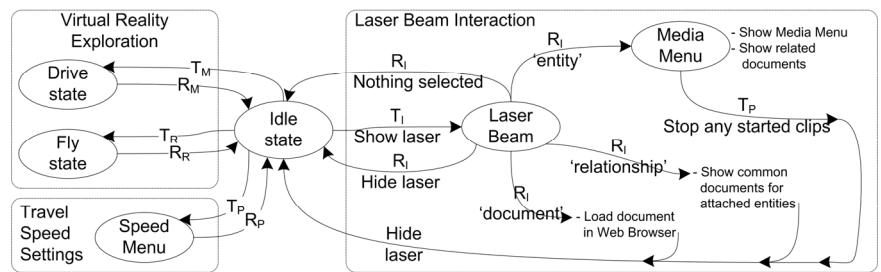 Virtual Reality
Exploration
Drive
state
T_M
R_M
Fly
state
T_R
R_R
Travel
Speed
Settings
Speed
Menu
T_P
R_P
Idle
state
Laser Beam Interaction
R_I
Nothing selected
T_I
Show laser
R_I
Hide laser
Laser
Beam
R_I
'entity'
Media
Menu
- Show Media Menu
- Show related
documents
T_P
Stop any started clips
R_I
'relationship'
- Show common
documents for
attached entities
R_I
'document'
- Load document
in Web Browser
Hide
laser